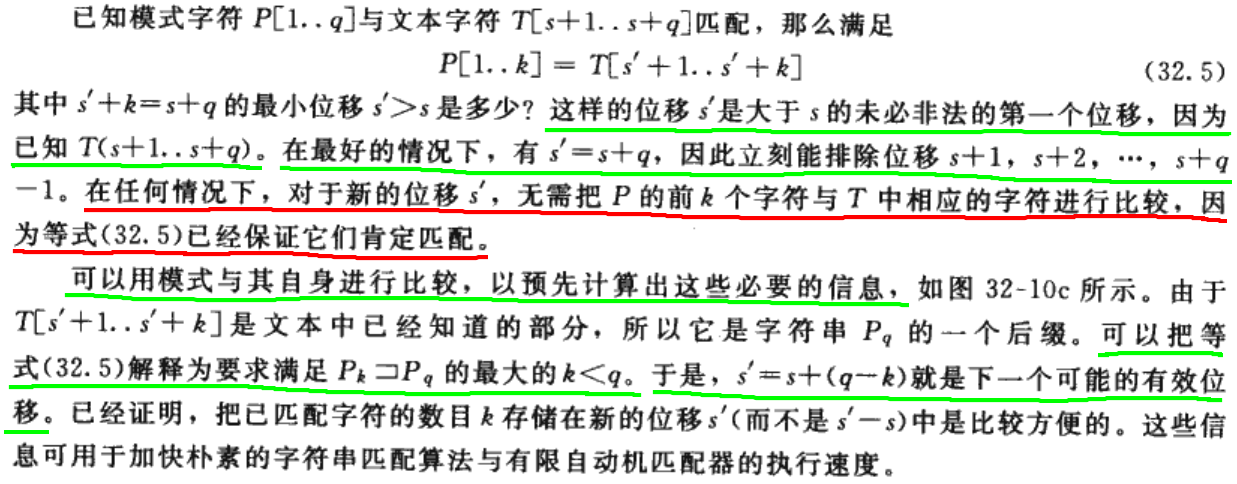 已知模式字符 P[1..q]与文本字符 T[s+1..s+q]匹配，那么满足
P[1..k] = T[s′+1..s′+k] (32.5)
其中 s′+k=s+q 的最小位移 s′>s 是多少? 这样的位移 s′是大于 s 的未必非法的第一个位移，因为
已知 T(s+1..s+q)。在最好的情况下，有 s′=s+q，因此立刻能排除位移 s+1，s+2，…，s+q
-1。在任何情况下，对于新的位移 s′，无需把 P 的前 k 个字符与 T 中相应的字符进行比较，因
为等式(32.5)已经保证它们肯定匹配。
可以用模式与其自身进行比较，以预先计算出这些必要的信息，如图 32-10c 所示。由于
T[s′+1..s′+k]是文本中已经知道的部分，所以它是字符串 Pq 的一个后缀。可以把等
式(32.5)解释为要求满足 Pk⊐Pq 的最大的 k<q。于是，s′=s+(q-k)就是下一个可能的有效位
移。已经证明，把已匹配字符的数目 k 存储在新的位移 s′(而不是 s′-s)中是比较方便的。这些信
息可用于加快朴素的字符串匹配算法与有限自动机匹配器的执行速度。